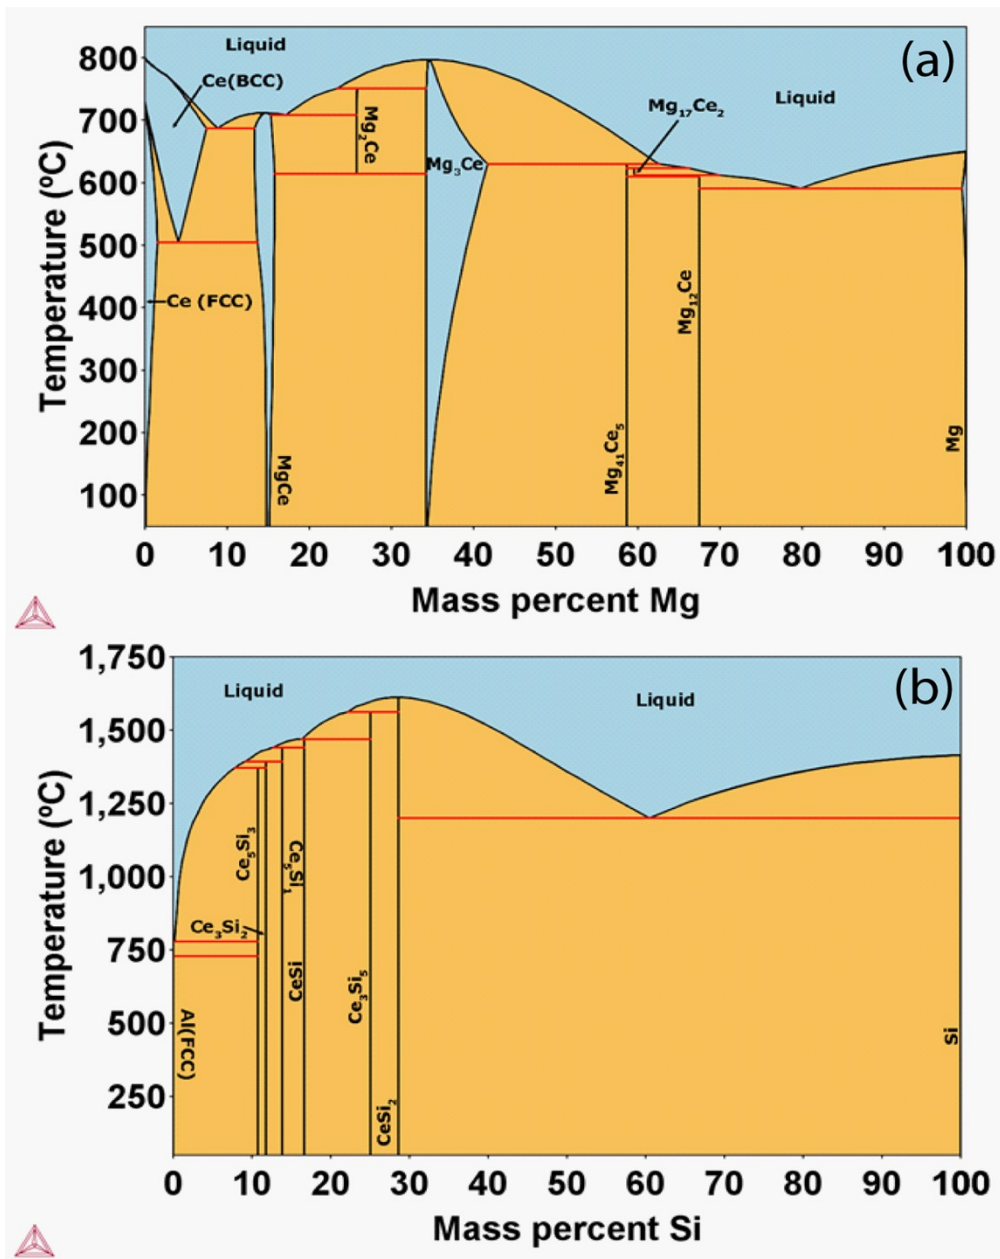 (a)
Liquid
Ce(BCC)
Liquid
Mg₁₇Ce₂
Mg₂Ce
Mg₃Ce
Ce (FCC)
MgCe
Mg₄₁Ce₅
Mg₁₂Ce
Mg
Temperature (ºC)
800
700
600
500
400
300
200
100
0 10 20 30 40 50 60 70 80 90 100
Mass percent Mg
(b)
Liquid
Liquid
Ce₅Si₃
Ce₃Si₂
Ce₅Si₄
CeSi
Ce₃Si₅
CeSi₂
Al(FCC)
Si
Temperature (ºC)
1,750
1,500
1,250
1,000
750
500
250
0 10 20 30 40 50 60 70 80 90 100
Mass percent Si